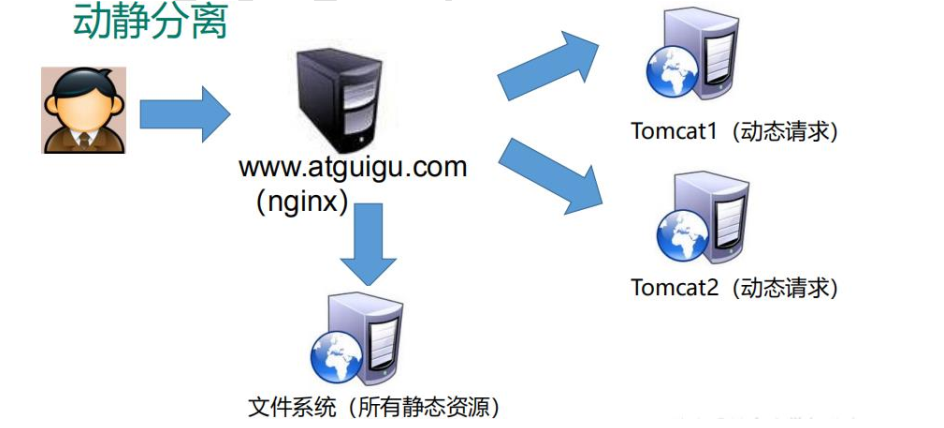 动静分离
www.atguigu.com
（nginx）
Tomcat1（动态请求）
Tomcat2（动态请求）
文件系统（所有静态资源）